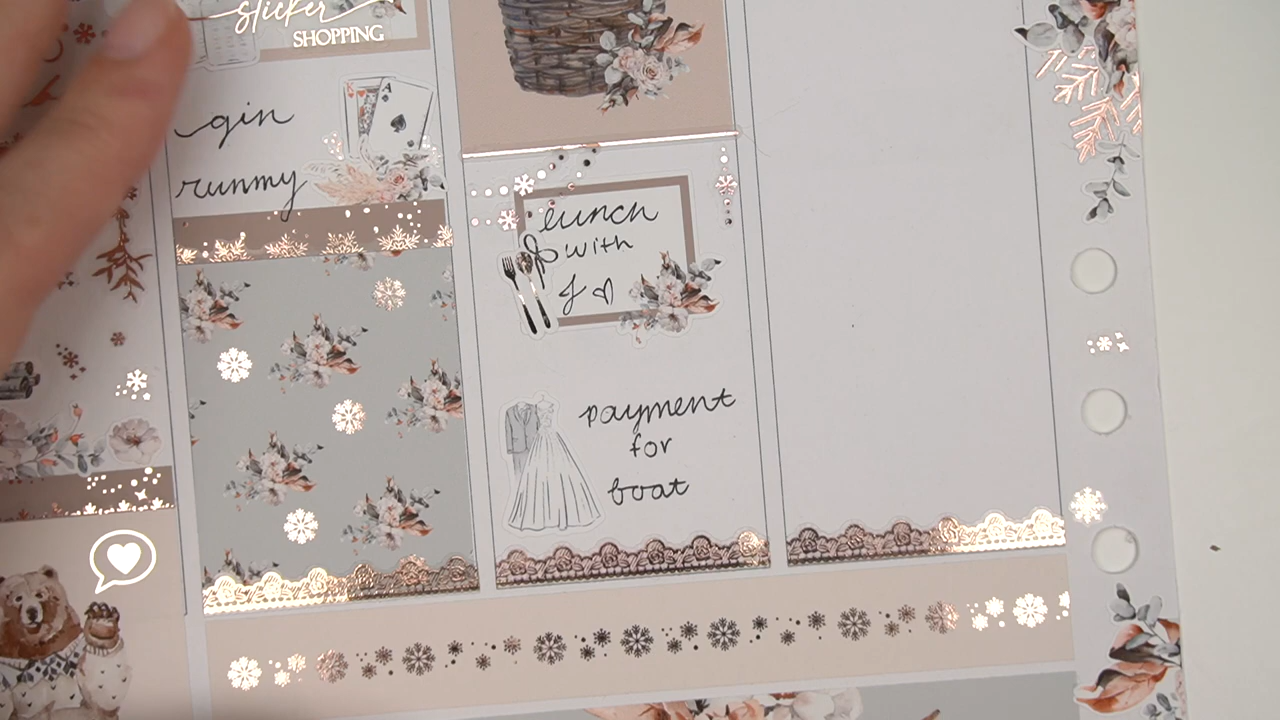 sticker
SHOPPING
gin
rummy
lunch
with
J
payment
for
boat
K
A